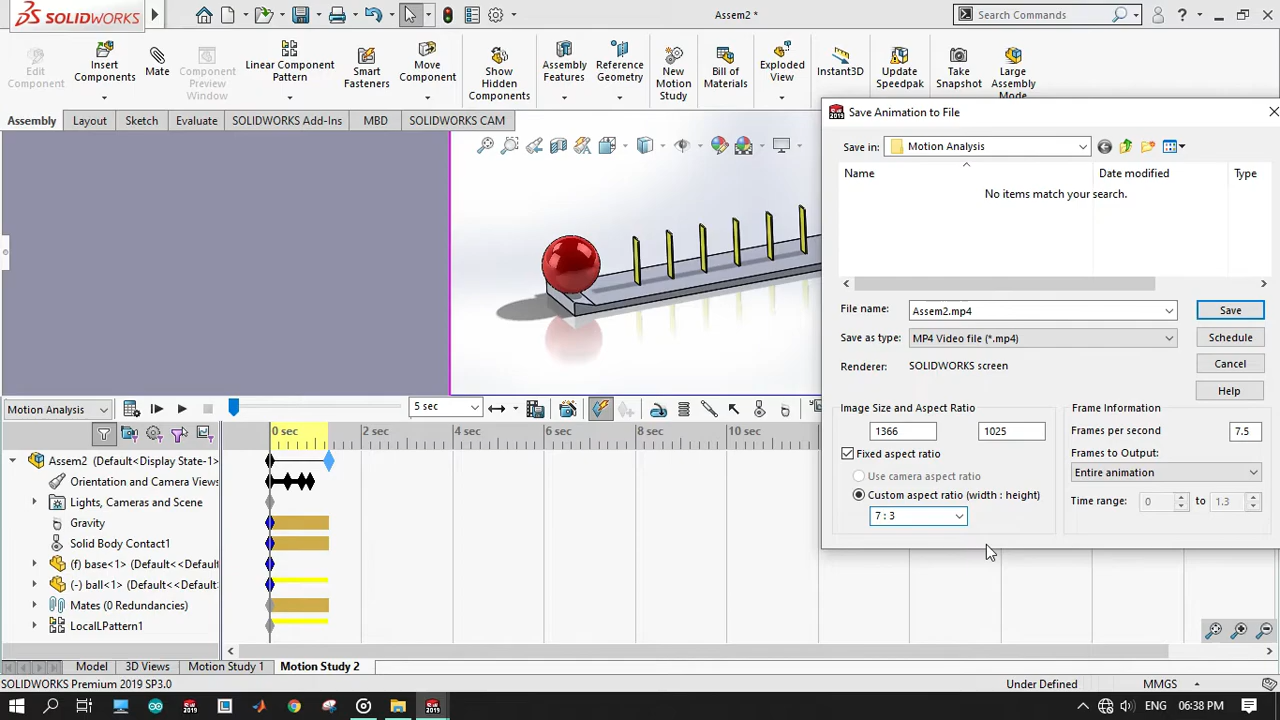 SOLIDWORKS
Assem2 *
Search Commands
Edit Component
Insert Components
Mate
Component Preview Window
Linear Component Pattern
Smart Fasteners
Move Component
Show Hidden Components
Assembly Features
Reference Geometry
New Motion Study
Bill of Materials
Exploded View
Instant3D
Update Speedpak
Take Snapshot
Large Assembly Mode
Assembly
Layout
Sketch
Evaluate
SOLIDWORKS Add-Ins
MBD
SOLIDWORKS CAM
Save Animation to File
Save in:
Motion Analysis
Name
Date modified
Type
No items match your search.
File name:
Assem2.mp4
Save
Save as type:
MP4 Video file (*.mp4)
Schedule
Renderer:
SOLIDWORKS screen
Cancel
Help
Image Size and Aspect Ratio
1366
1025
Fixed aspect ratio
Use camera aspect ratio
Custom aspect ratio (width : height)
7 : 3
Frame Information
Frames per second
7.5
Frames to Output:
Entire animation
Time range:
0
to
1.3
Motion Analysis
5 sec
0 sec
2 sec
4 sec
6 sec
8 sec
10 sec
Assem2 (Default<Display State-1>
Orientation and Camera Views
Lights, Cameras and Scene
Gravity
Solid Body Contact1
(f) base<1> (Default<<Default>
(-) ball<1> (Default<<Default_
Mates (0 Redundancies)
LocalLPattern1
Model
3D Views
Motion Study 1
Motion Study 2
SOLIDWORKS Premium 2019 SP3.0
Under Defined
MMGS
ENG
06:38 PM